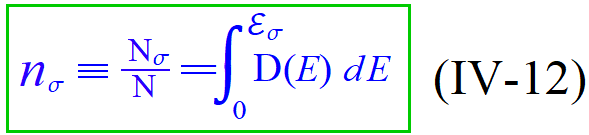 n_σ ≡ N_σ/N = ∫_0^{ℰ_σ} D(E) dE (IV-12)